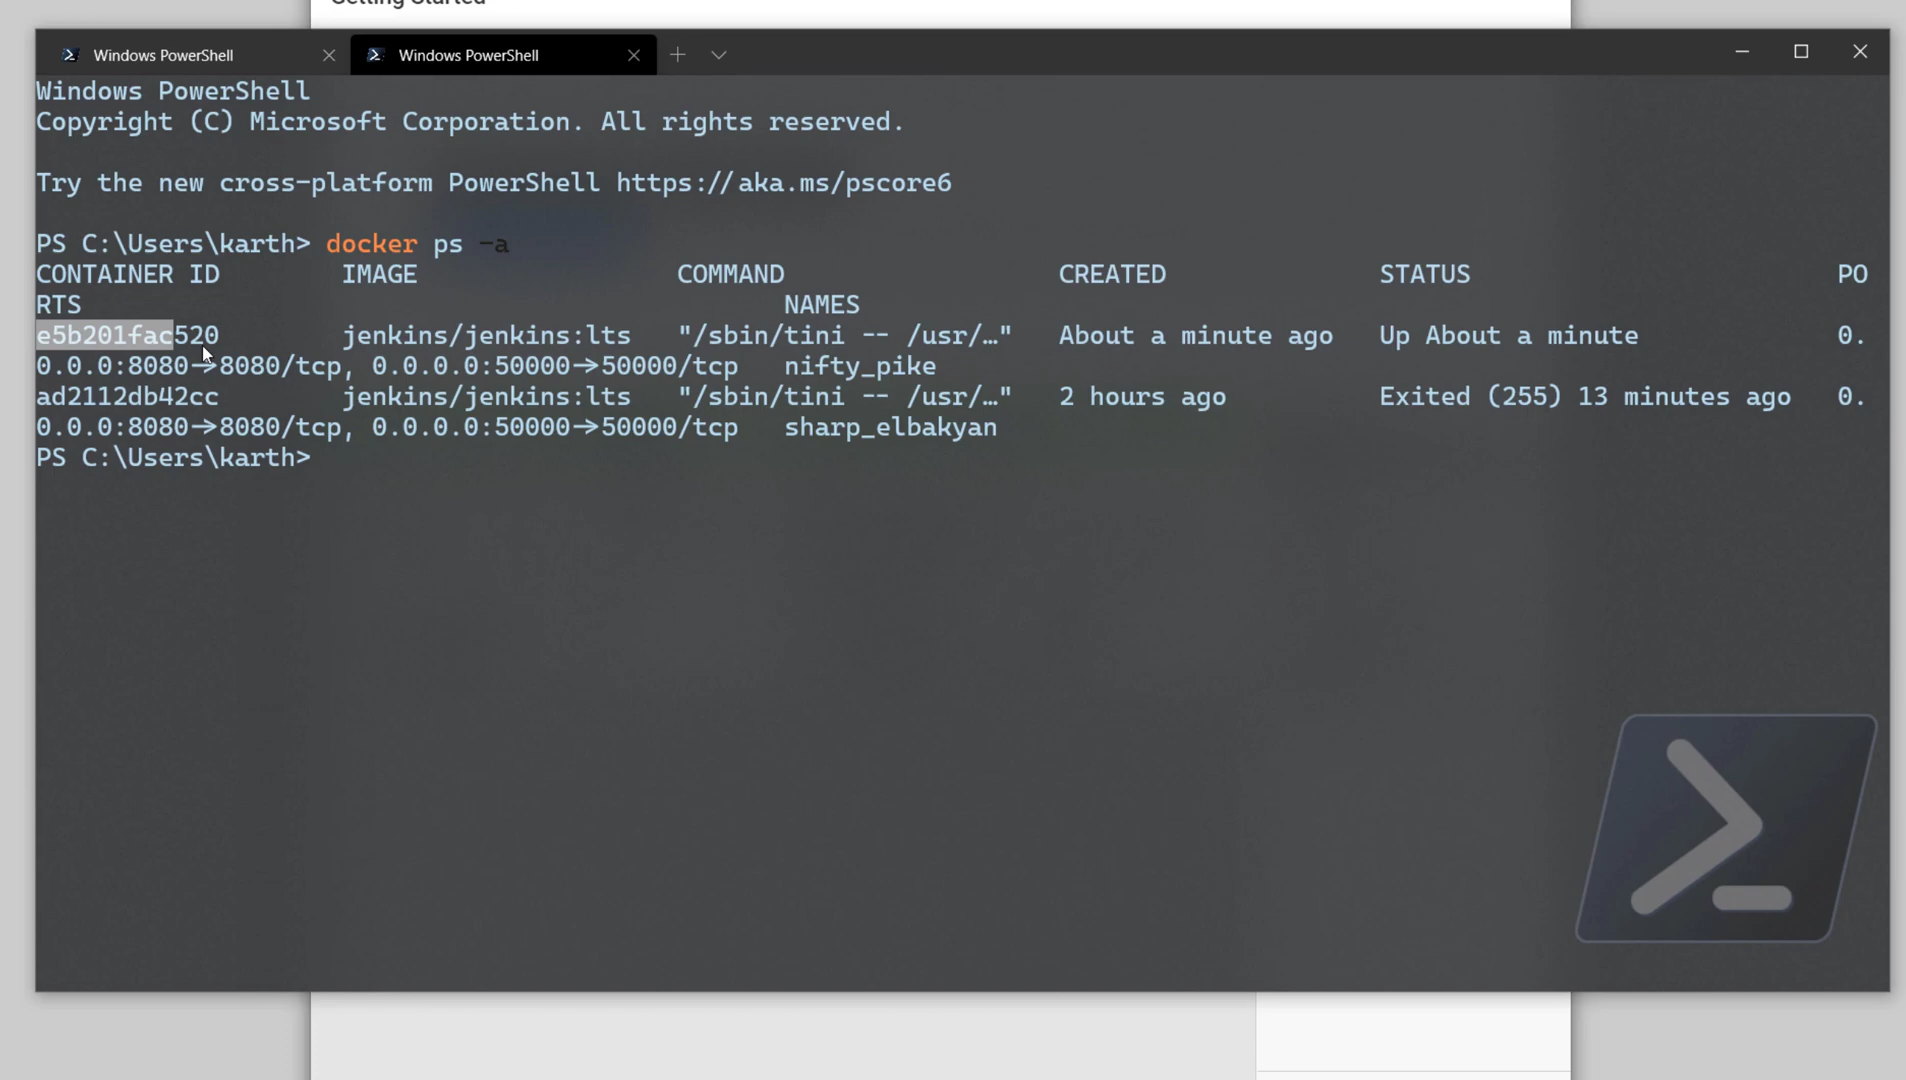 Getting Started
Windows PowerShell
Windows PowerShell
Windows PowerShell
Copyright (C) Microsoft Corporation. All rights reserved.
Try the new cross-platform PowerShell https://aka.ms/pscore6
PS C:\Users\karth> docker ps -a
CONTAINER ID IMAGE COMMAND CREATED STATUS PO
RTS NAMES
e5b201fac520 jenkins/jenkins:lts "/sbin/tini -- /usr/…" About a minute ago Up About a minute 0.
0.0.0:8080->8080/tcp, 0.0.0.0:50000->50000/tcp nifty_pike
ad2112db42cc jenkins/jenkins:lts "/sbin/tini -- /usr/…" 2 hours ago Exited (255) 13 minutes ago 0.
0.0.0:8080->8080/tcp, 0.0.0.0:50000->50000/tcp sharp_elbakyan
PS C:\Users\karth>